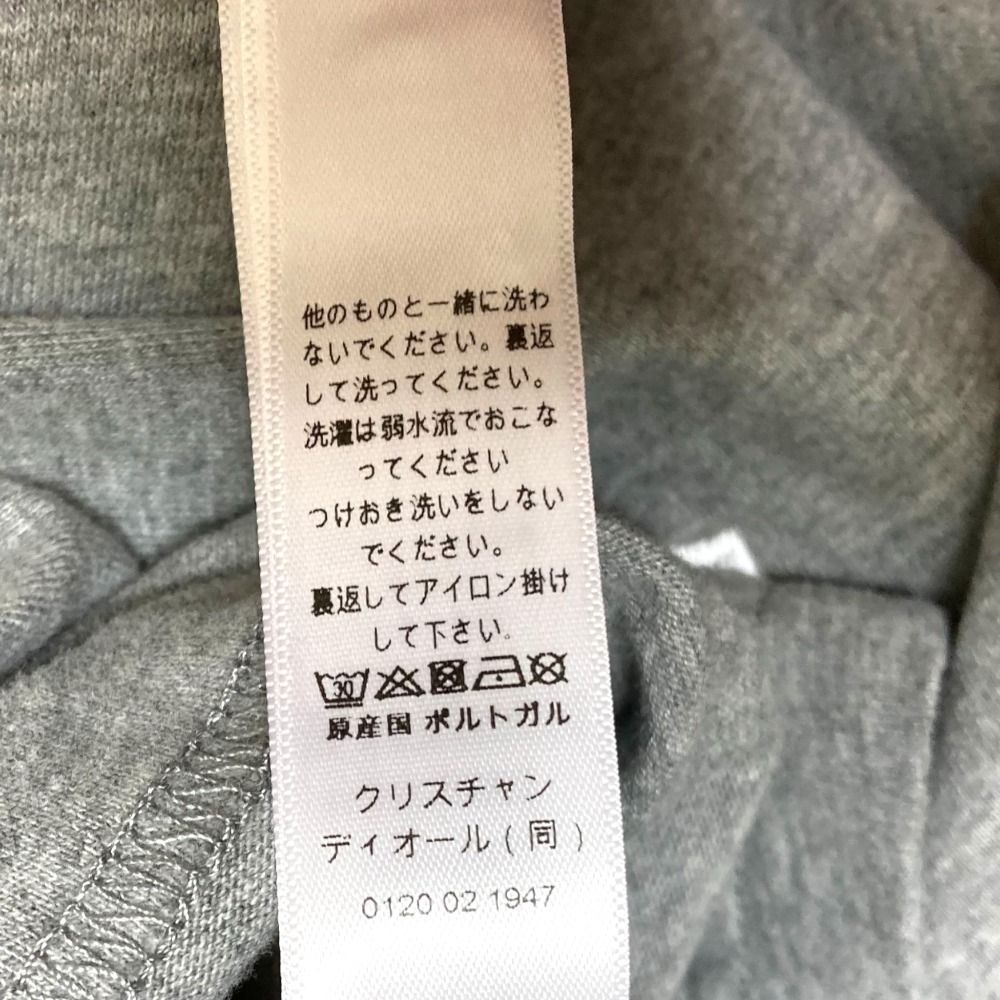 他のものと一緒に洗わ
ないでください。裏返
して洗ってください。
洗濯は弱水流でおこな
ってください
つけおき洗いをしない
でください。
裏返してアイロン掛け
して下さい。
30
原産国 ポルトガル
クリスチャン
ディオール(同)
0120 02 1947